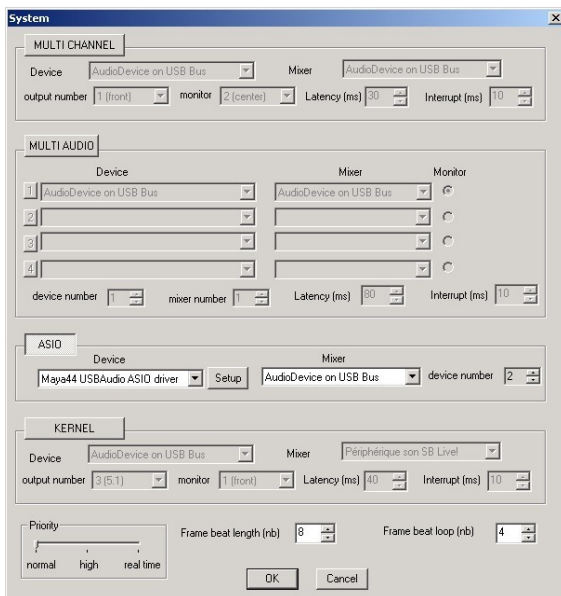 System
MULTI CHANNEL
Device AudioDevice on USB Bus Mixer AudioDevice on USB Bus
output number 1 (front) monitor 2 (center) Latency (ms) 30 Interrupt (ms) 10
MULTI AUDIO
Device Mixer Monitor
1 AudioDevice on USB Bus AudioDevice on USB Bus
2
3
4
device number 1 mixer number 1 Latency (ms) 80 Interrupt (ms) 10
ASIO
Device Mixer
Maya44 USBAudio ASIO driver Setup AudioDevice on USB Bus device number 2
KERNEL
Device AudioDevice on USB Bus Mixer Périphérique son SB Live!
output number 3 (5.1) monitor 1 (front) Latency (ms) 40 Interrupt (ms) 10
Priority
normal high real time
Frame beat length (nb) 8 Frame beat loop (nb) 4
OK Cancel